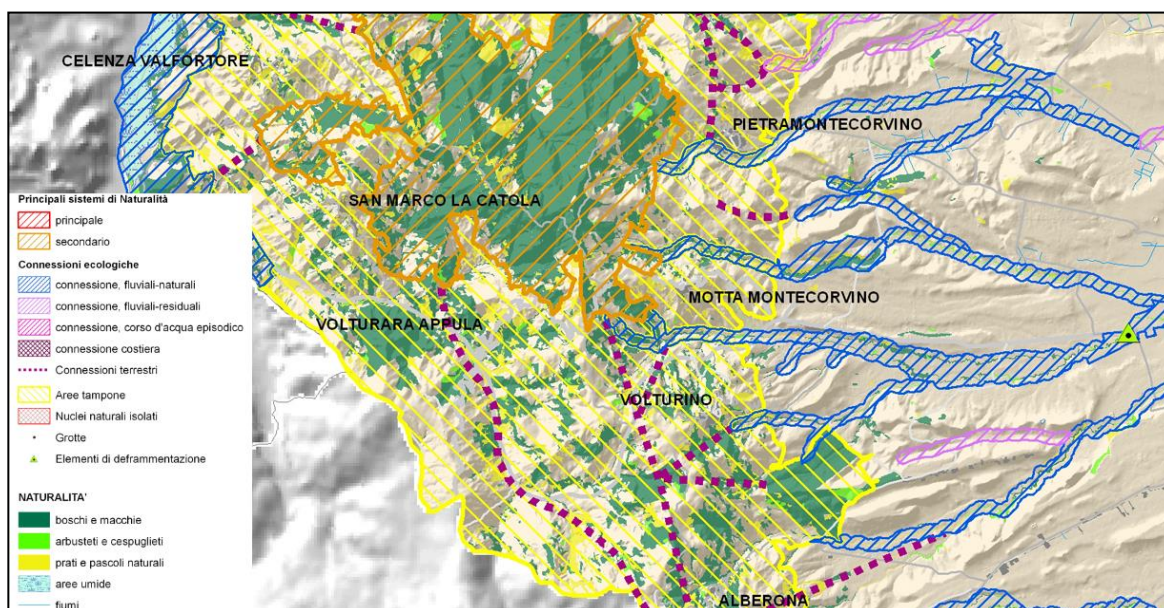 CELENZA VALFORTORE
PIETRAMONTECORVINO
SAN MARCO LA CATOLA
MOTTA MONTECORVINO
VOLTURARA APPULA
VOLTURINO
ALBERONA
Principali sistemi di Naturalità
principale
secondario
Connessioni ecologiche
connessione, fluviali-naturali
connessione, fluviali-residuali
connessione, corso d'acqua episodico
connessione costiera
Connessioni terrestri
Aree tampone
Nuclei naturali isolati
Grotte
Elementi di deframmentazione
NATURALITA'
boschi e macchie
arbusteti e cespuglieti
prati e pascoli naturali
aree umide
fiumi